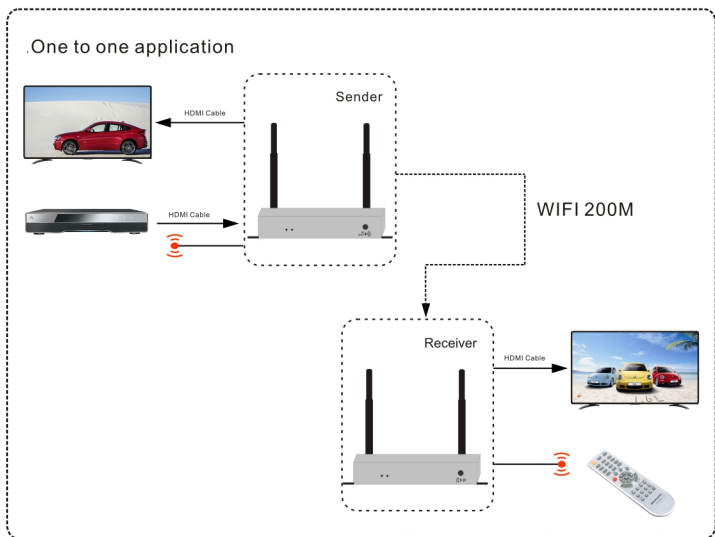 .One to one application
Sender
HDMI Cable
HDMI Cable
WIFI 200M
Receiver
HDMI Cable